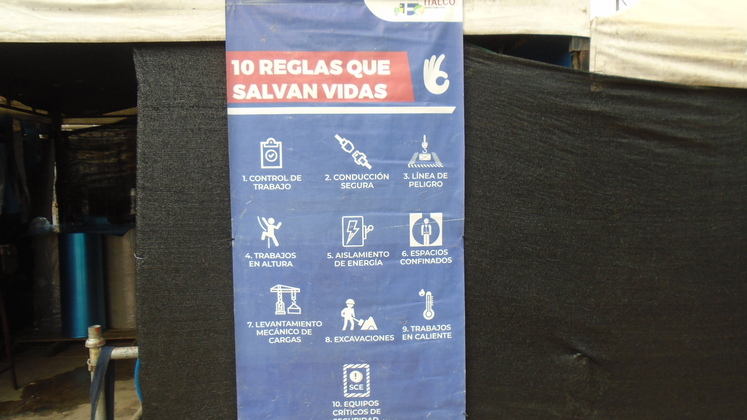 ITALCO
10 REGLAS QUE
SALVAN VIDAS
1. CONTROL DE
TRABAJO
2. CONDUCCIÓN
SEGURA
3. LÍNEA DE
PELIGRO
4. TRABAJOS
EN ALTURA
5. AISLAMIENTO
DE ENERGÍA
6. ESPACIOS
CONFINADOS
7. LEVANTAMIENTO
MECÁNICO DE
CARGAS
8. EXCAVACIONES
9. TRABAJOS
EN CALIENTE
SCE
10. EQUIPOS
CRÍTICOS DE
SEGURIDAD